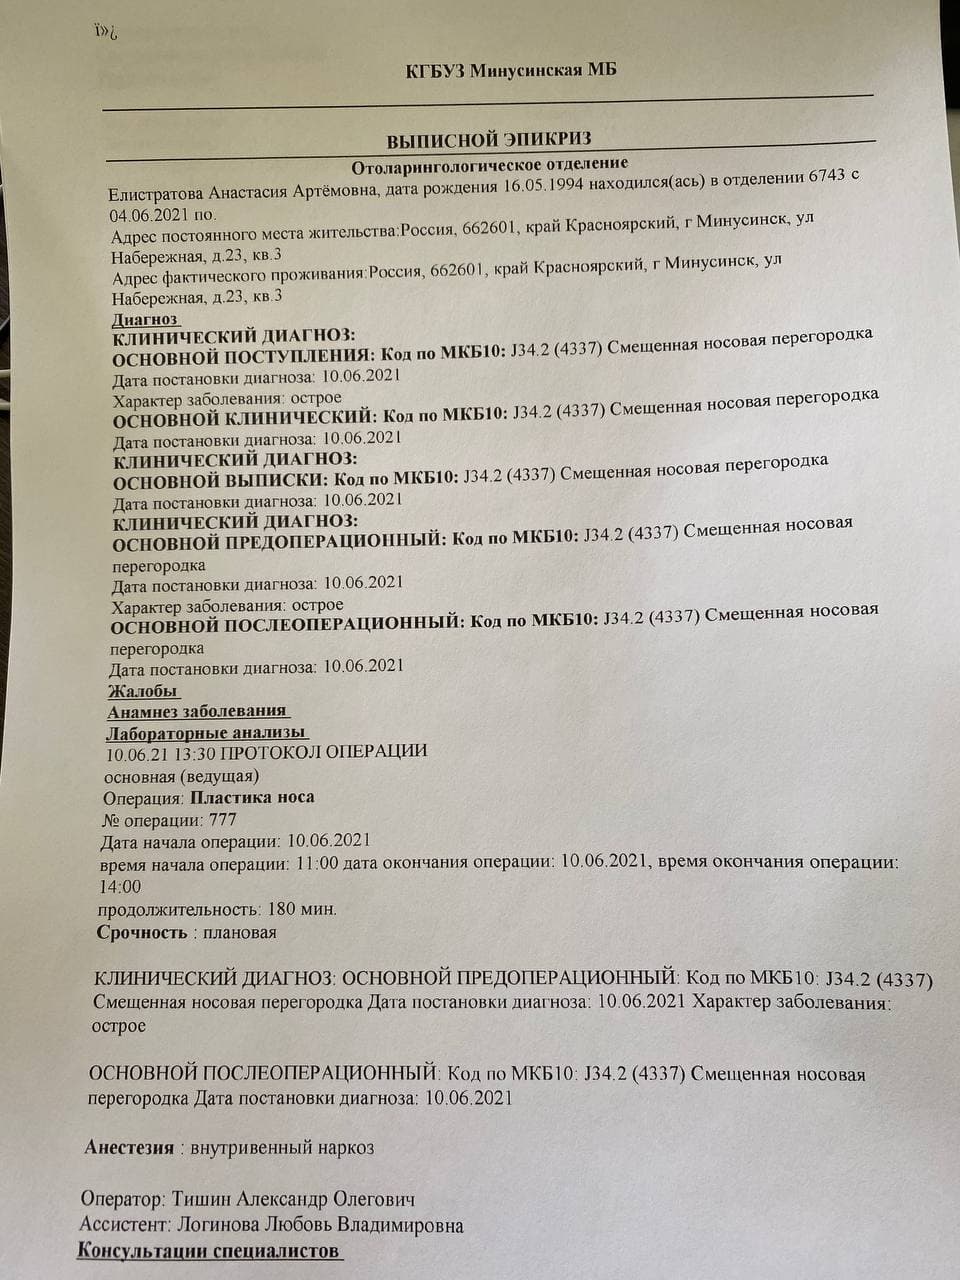 ï»¿
КГБУЗ Минусинская МБ
ВЫПИСНОЙ ЭПИКРИЗ
Отоларингологическое отделение
Елистратова Анастасия Артёмовна, дата рождения 16.05.1994 находился(ась) в отделении 6743 с
04.06.2021 по.
Адрес постоянного места жительства:Россия, 662601, край Красноярский, г Минусинск, ул
Набережная, д.23, кв.3
Адрес фактического проживания:Россия, 662601, край Красноярский, г Минусинск, ул
Набережная, д.23, кв.3
Диагноз
КЛИНИЧЕСКИЙ ДИАГНОЗ:
ОСНОВНОЙ ПОСТУПЛЕНИЯ: Код по МКБ10: J34.2 (4337) Смещенная носовая перегородка
Дата постановки диагноза: 10.06.2021
Характер заболевания: острое
ОСНОВНОЙ КЛИНИЧЕСКИЙ: Код по МКБ10: J34.2 (4337) Смещенная носовая перегородка
Дата постановки диагноза: 10.06.2021
КЛИНИЧЕСКИЙ ДИАГНОЗ:
ОСНОВНОЙ ВЫПИСКИ: Код по МКБ10: J34.2 (4337) Смещенная носовая перегородка
Дата постановки диагноза: 10.06.2021
КЛИНИЧЕСКИЙ ДИАГНОЗ:
ОСНОВНОЙ ПРЕДОПЕРАЦИОННЫЙ: Код по МКБ10: J34.2 (4337) Смещенная носовая
перегородка
Дата постановки диагноза: 10.06.2021
Характер заболевания: острое
ОСНОВНОЙ ПОСЛЕОПЕРАЦИОННЫЙ: Код по МКБ10: J34.2 (4337) Смещенная носовая
перегородка
Дата постановки диагноза: 10.06.2021
Жалобы
Анамнез заболевания
Лабораторные анализы
10.06.21 13:30 ПРОТОКОЛ ОПЕРАЦИИ
основная (ведущая)
Операция: Пластика носа
№ операции: 777
Дата начала операции: 10.06.2021
время начала операции: 11:00 дата окончания операции: 10.06.2021, время окончания операции:
14:00
продолжительность: 180 мин.
Срочность : плановая
КЛИНИЧЕСКИЙ ДИАГНОЗ: ОСНОВНОЙ ПРЕДОПЕРАЦИОННЫЙ: Код по МКБ10: J34.2 (4337)
Смещенная носовая перегородка Дата постановки диагноза: 10.06.2021 Характер заболевания:
острое
ОСНОВНОЙ ПОСЛЕОПЕРАЦИОННЫЙ: Код по МКБ10: J34.2 (4337) Смещенная носовая
перегородка Дата постановки диагноза: 10.06.2021
Анестезия : внутривенный наркоз
Оператор: Тишин Александр Олегович
Ассистент: Логинова Любовь Владимировна
Консультации специалистов